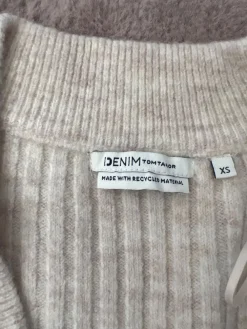 DENIM TOM TAILOR
MADE WITH RECYCLED MATERIAL
XS